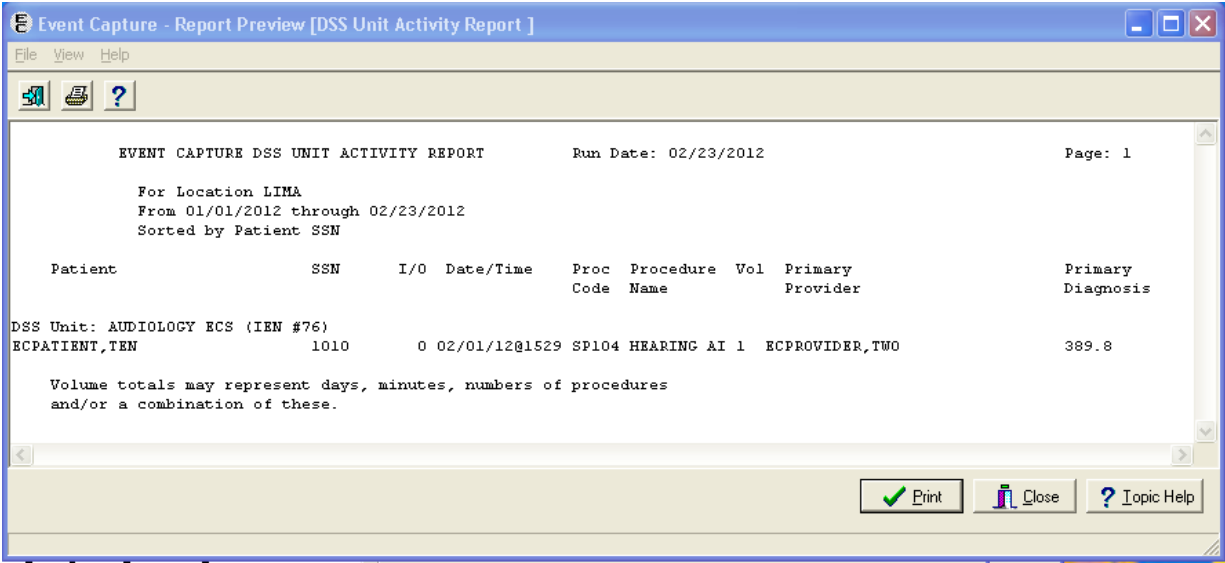 Event Capture - Report Preview [DSS Unit Activity Report ]
File View Help
EVENT CAPTURE DSS UNIT ACTIVITY REPORT Run Date: 02/23/2012 Page: 1
For Location LIMA
From 01/01/2012 through 02/23/2012
Sorted by Patient SSN
Patient SSN I/O Date/Time Proc Procedure Vol Primary Primary
Code Name Provider Diagnosis
DSS Unit: AUDIOLOGY ECS (IEN #76)
ECPATIENT,TEN 1010 O 02/01/12@1529 SP104 HEARING AI 1 ECPROVIDER,TWO 389.8
Volume totals may represent days, minutes, numbers of procedures
and/or a combination of these.
Print Close Topic Help